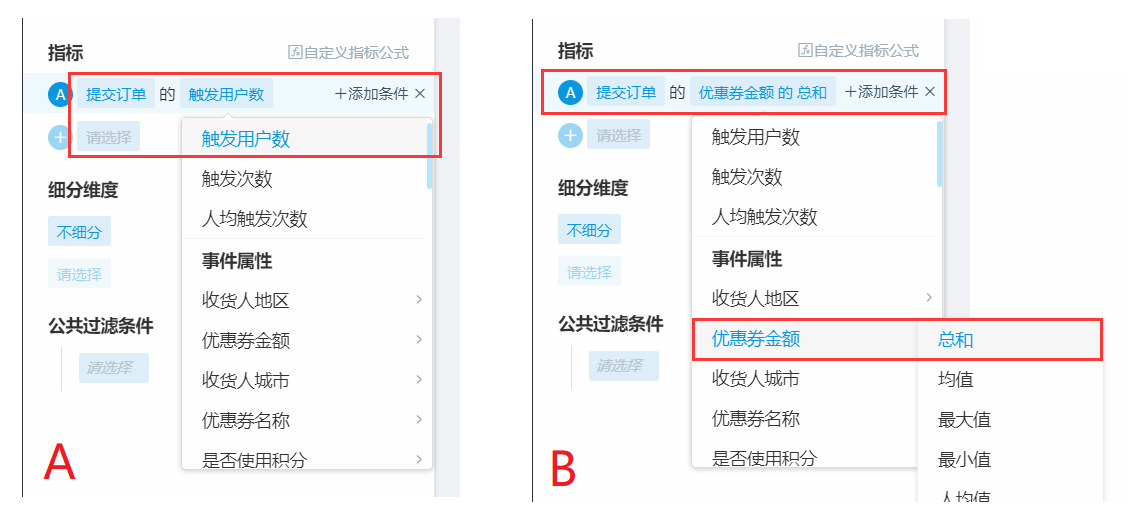 指标
自定义指标公式
A 提交订单 的 触发用户数 +添加条件 ×
+ 请选择
触发用户数
触发次数
人均触发次数
细分维度
不细分
请选择
事件属性
收货人地区
公共过滤条件
优惠券金额
请选择
收货人城市
优惠券名称
是否使用积分
A
指标
自定义指标公式
A 提交订单 的 优惠券金额 的 总和 +添加条件 ×
+ 请选择
触发用户数
触发次数
人均触发次数
细分维度
不细分
请选择
事件属性
收货人地区
公共过滤条件
优惠券金额
总和
请选择
收货人城市
均值
优惠券名称
最大值
是否使用积分
最小值
人均值
B